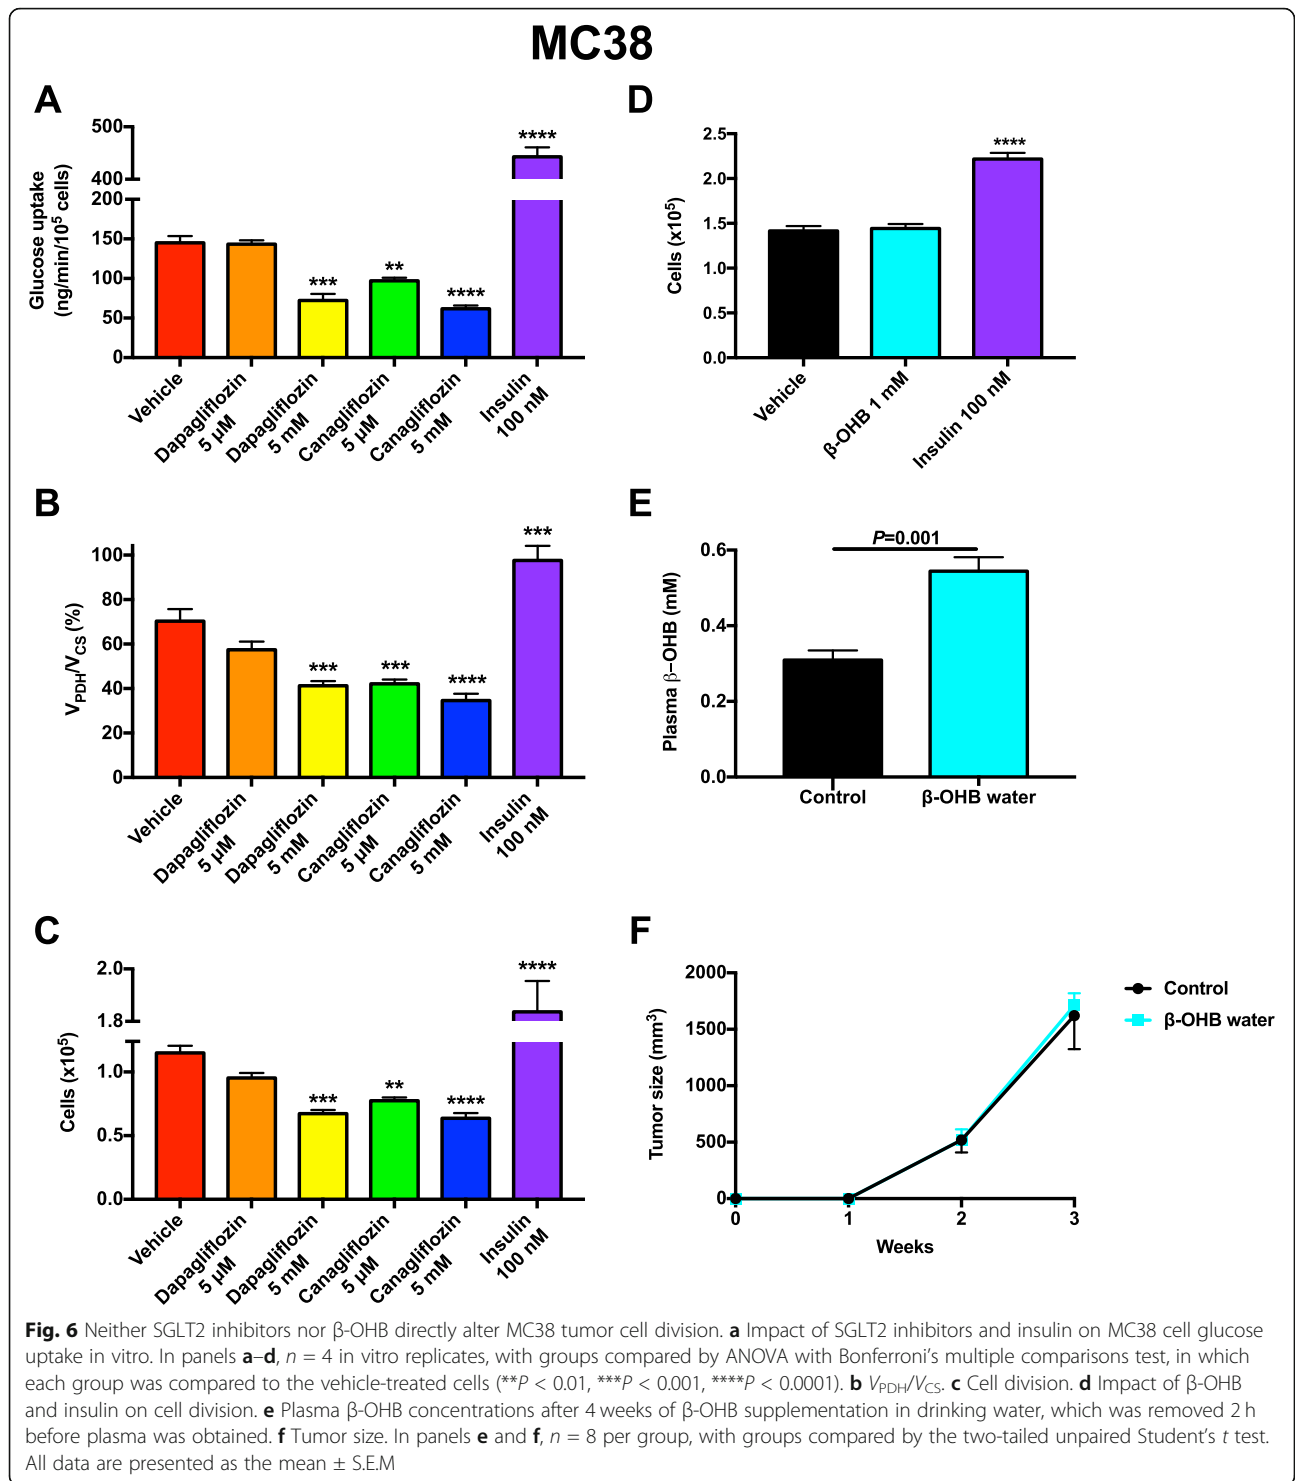 MC38
A
Glucose uptake
(ng/min/10⁵ cells)
500
400
200
150
100
50
0
***
**
****
****
Vehicle
Dapagliflozin
5 µM
Dapagliflozin
5 mM
Canagliflozin
5 µM
Canagliflozin
5 mM
Insulin
100 nM
D
Cells (x10⁵)
2.5
2.0
1.5
1.0
0.5
0.0
****
Vehicle
β-OHB 1 mM
Insulin 100 nM
B
V_PDH/V_CS (%)
100
80
60
40
20
0
***
***
****
***
Vehicle
Dapagliflozin
5 µM
Dapagliflozin
5 mM
Canagliflozin
5 µM
Canagliflozin
5 mM
Insulin
100 nM
E
Plasma β–OHB (mM)
0.6
0.4
0.2
0.0
P=0.001
Control
β-OHB water
C
Cells (x10⁵)
2.0
1.8
1.0
0.5
0.0
***
**
****
****
Vehicle
Dapagliflozin
5 µM
Dapagliflozin
5 mM
Canagliflozin
5 µM
Canagliflozin
5 mM
Insulin
100 nM
F
Tumor size (mm³)
2000
1500
1000
500
0
0
1
2
3
Weeks
Control
β-OHB water
Fig. 6 Neither SGLT2 inhibitors nor β-OHB directly alter MC38 tumor cell division. a Impact of SGLT2 inhibitors and insulin on MC38 cell glucose
uptake in vitro. In panels a–d, n = 4 in vitro replicates, with groups compared by ANOVA with Bonferroni’s multiple comparisons test, in which
each group was compared to the vehicle-treated cells (**P < 0.01, ***P < 0.001, ****P < 0.0001). b V_PDH/V_CS. c Cell division. d Impact of β-OHB
and insulin on cell division. e Plasma β-OHB concentrations after 4 weeks of β-OHB supplementation in drinking water, which was removed 2 h
before plasma was obtained. f Tumor size. In panels e and f, n = 8 per group, with groups compared by the two-tailed unpaired Student’s t test.
All data are presented as the mean ± S.E.M